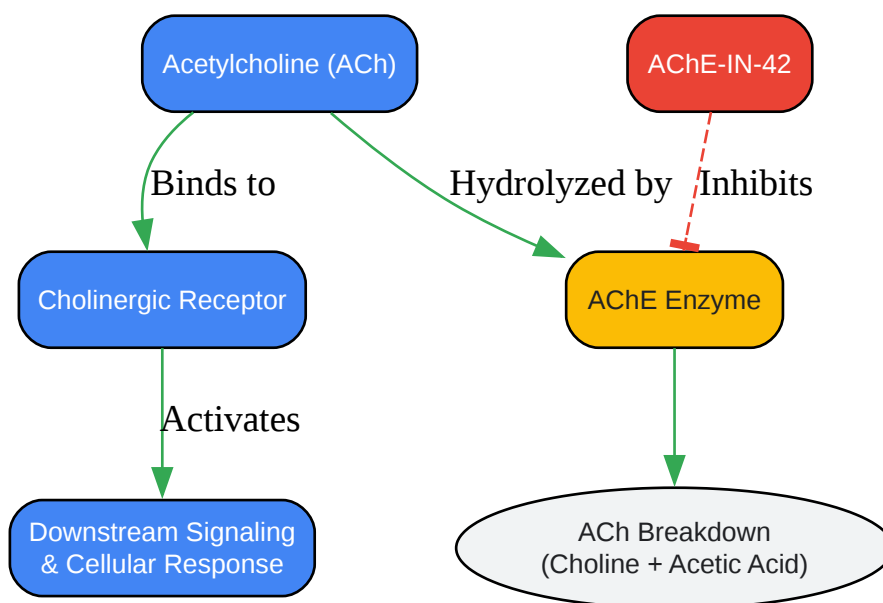 Acetylcholine (ACh)
AChE-IN-42
Binds to
Hydrolyzed by
Inhibits
Cholinergic Receptor
AChE Enzyme
Activates
Downstream Signaling
& Cellular Response
ACh Breakdown
(Choline + Acetic Acid)